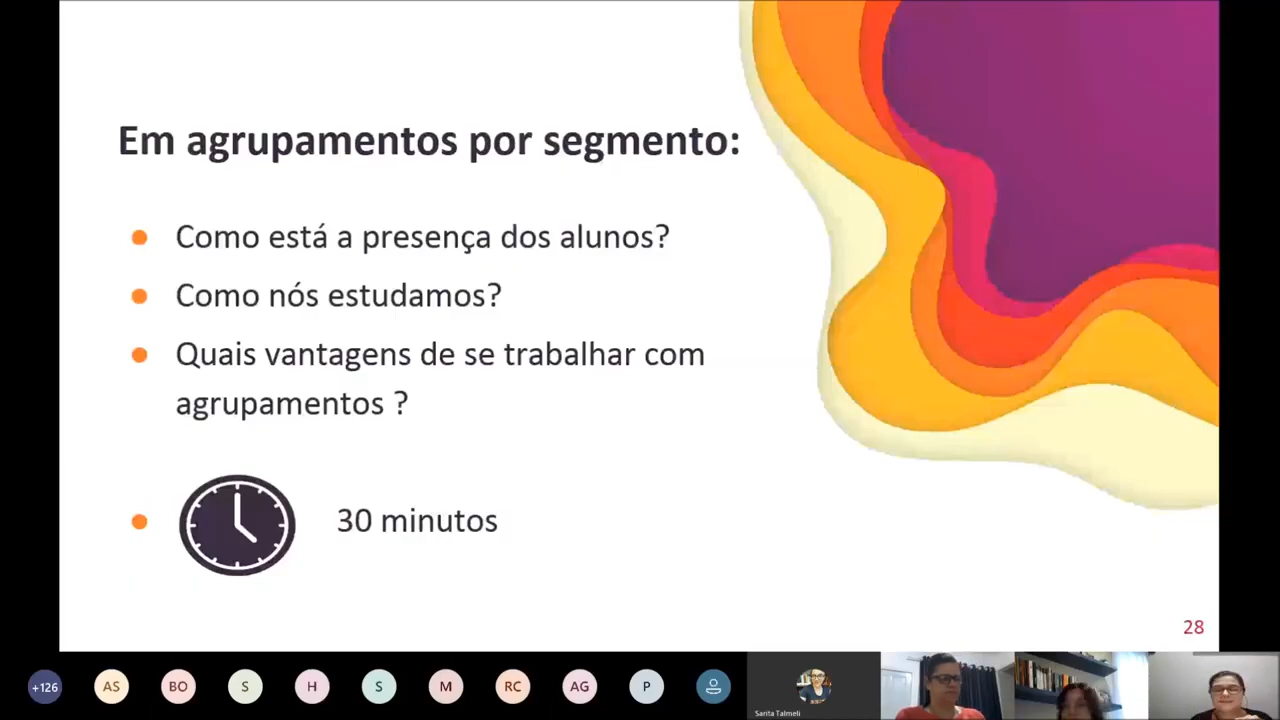 Em agrupamentos por segmento:
Como está a presença dos alunos?
Como nós estudamos?
Quais vantagens de se trabalhar com
agrupamentos ?
30 minutos
28
+126
AS
BO
S
H
S
M
RC
AG
P
Sarita Talmeli